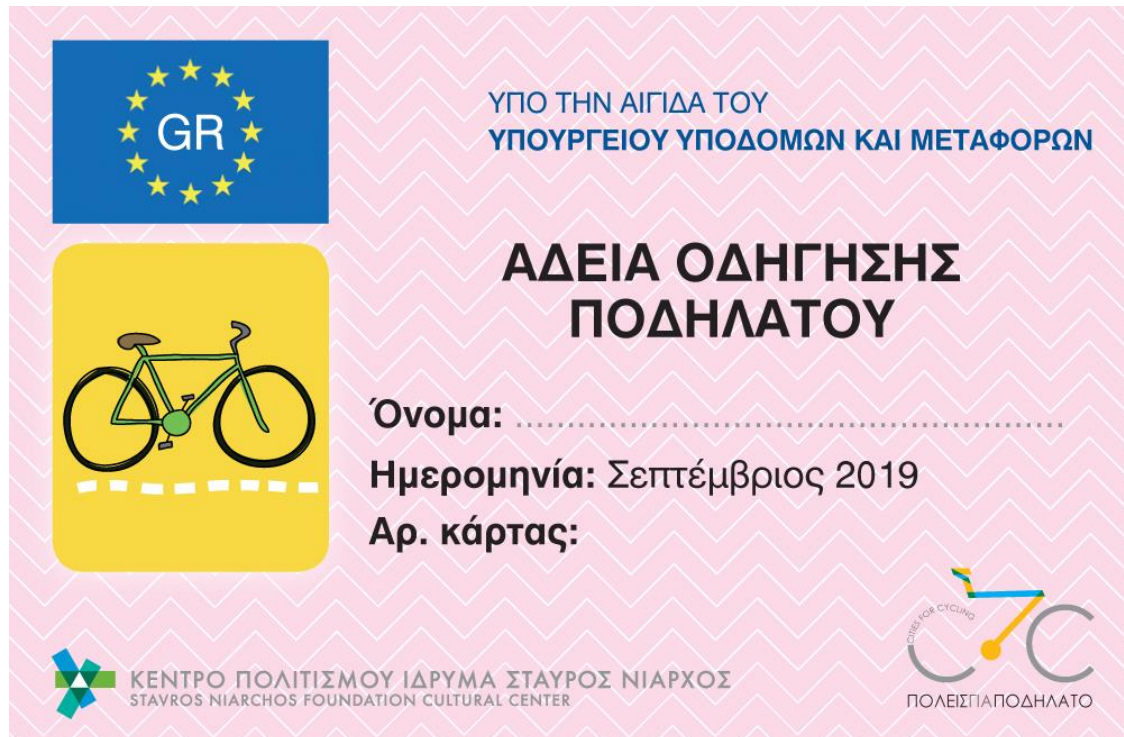 GR
ΥΠΟ ΤΗΝ ΑΙΓΙΔΑ ΤΟΥ
ΥΠΟΥΡΓΕΙΟΥ ΥΠΟΔΟΜΩΝ ΚΑΙ ΜΕΤΑΦΟΡΩΝ
ΑΔΕΙΑ ΟΔΗΓΗΣΗΣ
ΠΟΔΗΛΑΤΟΥ
Όνομα: ......................................................
Ημερομηνία: Σεπτέμβριος 2019
Αρ. κάρτας:
ΚΕΝΤΡΟ ΠΟΛΙΤΙΣΜΟΥ ΙΔΡΥΜΑ ΣΤΑΥΡΟΣ ΝΙΑΡΧΟΣ
STAVROS NIARCHOS FOUNDATION CULTURAL CENTER
CITIES FOR CYCLING
ΠΟΛΕΙΣΓΙΑΠΟΔΗΛΑΤΟ